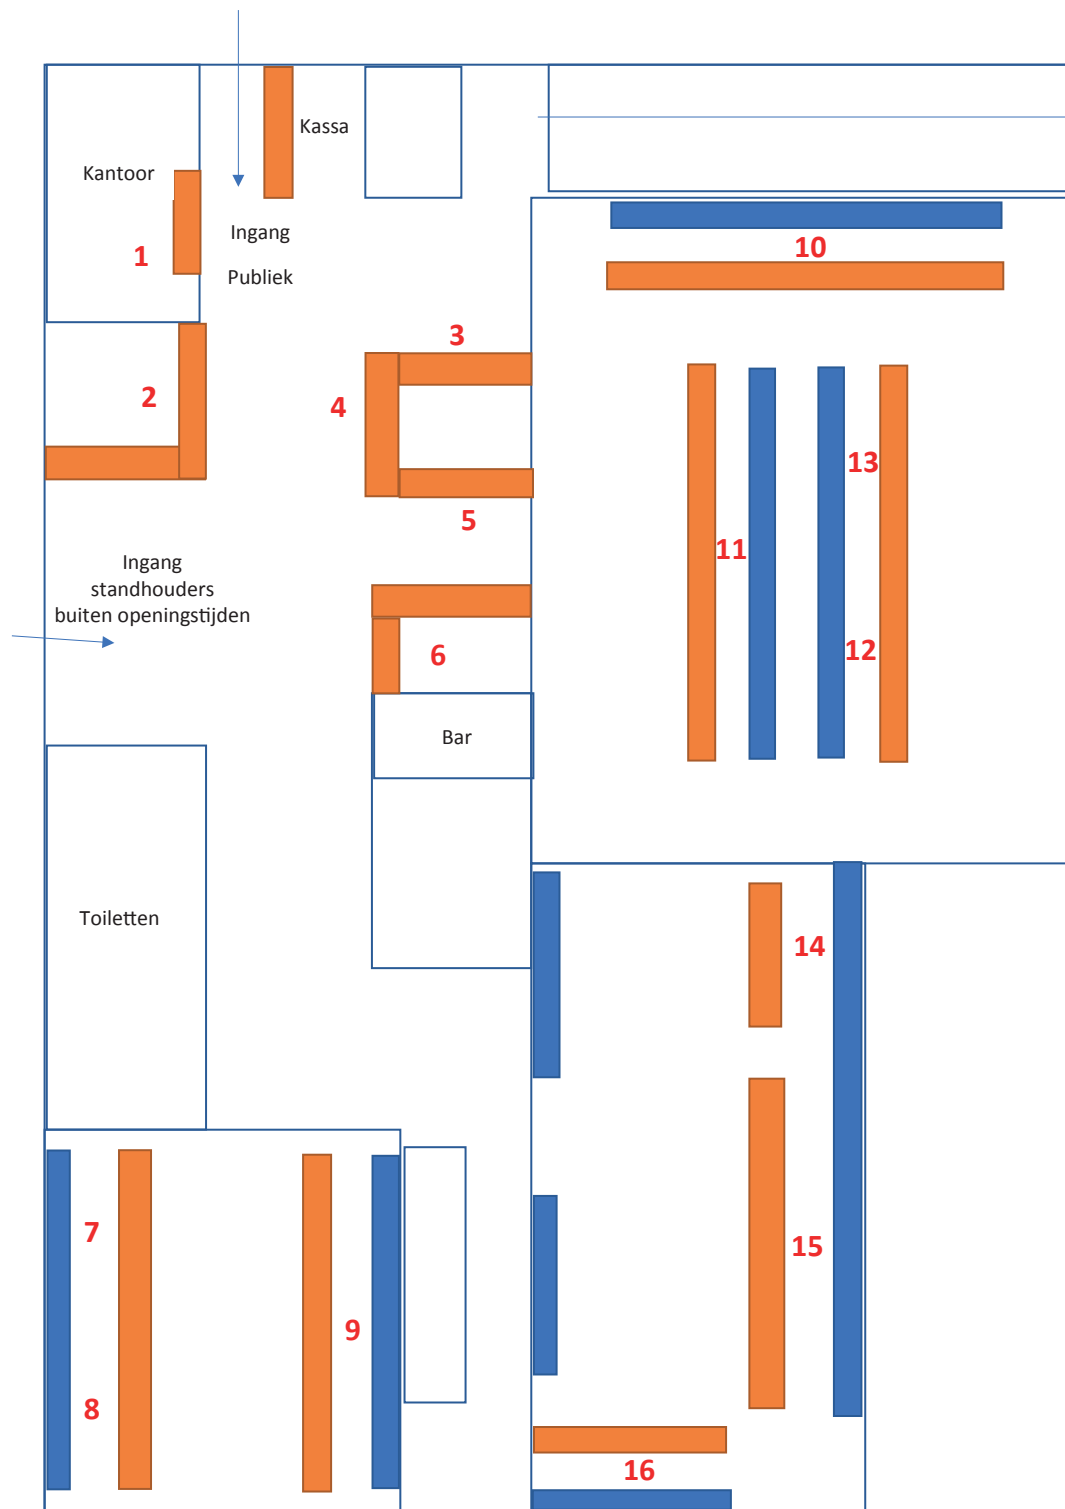 Kassa
Kantoor
1
Ingang
Publiek
10
3
2
4
13
5
11
Ingang
standhouders
buiten openingstijden
12
6
Bar
Toiletten
14
7
15
9
8
16